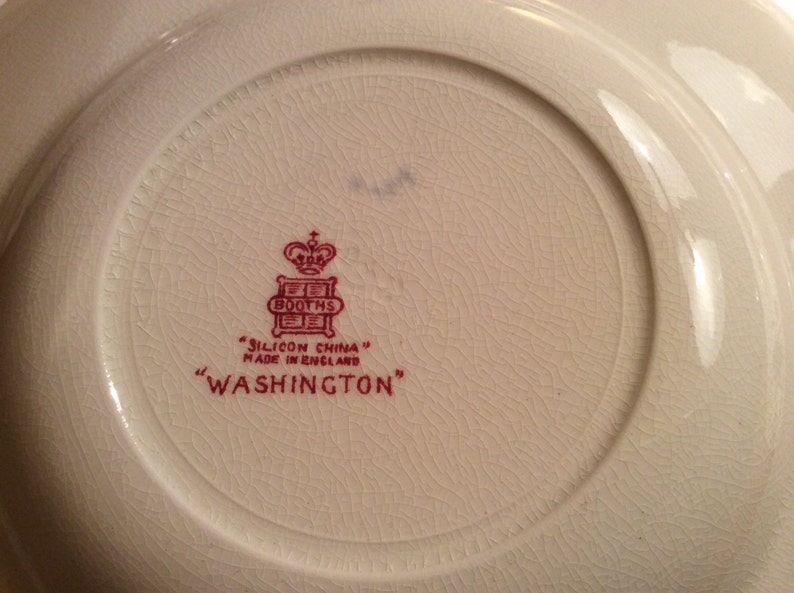 BOOTHS
"SILICON CHINA"
MADE IN ENGLAND
"WASHINGTON"